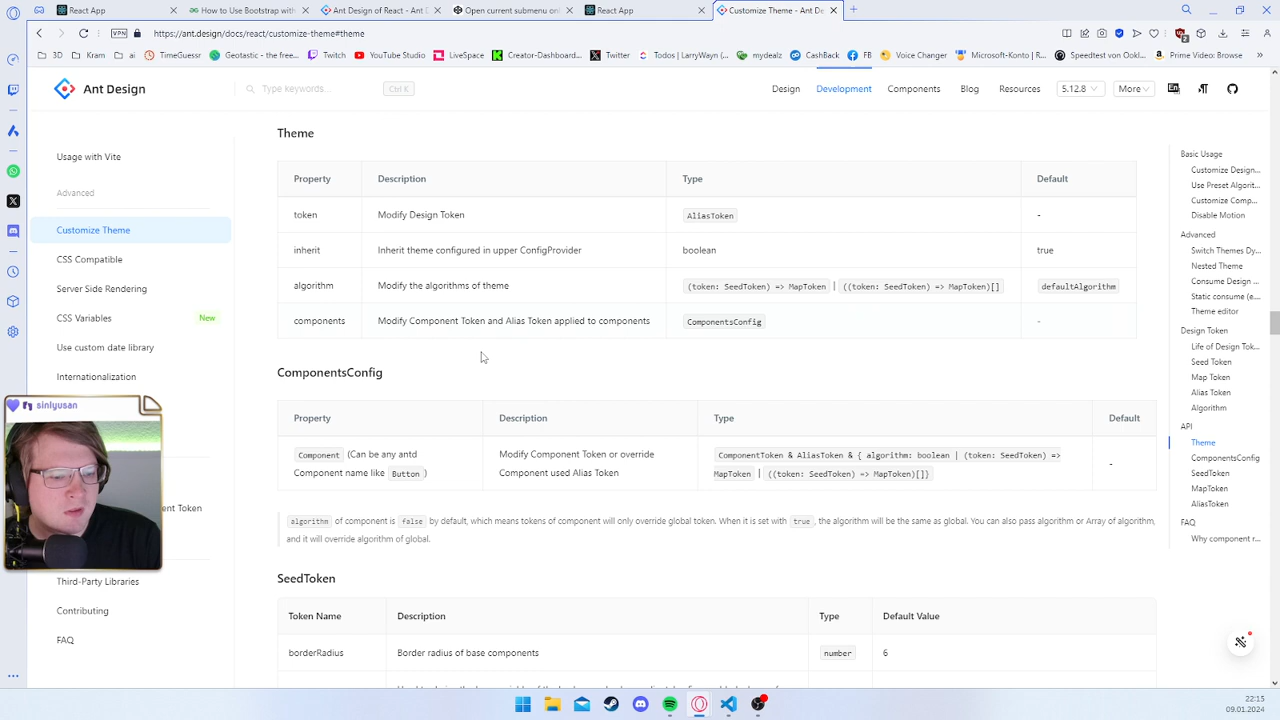 React App
How to Use Bootstrap with
Ant Design of React - Ant D
Open current submenu onl
React App
Customize Theme - Ant De
VPN
https://ant.design/docs/react/customize-theme#theme
3D
Kram
ai
TimeGuessr
Geotastic - the free...
Twitch
YouTube Studio
LiveSpace
Creator-Dashboard...
Twitter
Todos | LarryWayn (...
mydealz
CashBack
FB
Voice Changer
Microsoft-Konto | R...
Speedtest von Ookl...
Prime Video: Browse
Ant Design
Type keywords...
Ctrl K
Design
Development
Components
Blog
Resources
5.12.8
More
Usage with Vite
Advanced
Customize Theme
CSS Compatible
Server Side Rendering
CSS Variables
New
Use custom date library
Internationalization
sinlyusan
ent Token
Third-Party Libraries
Contributing
FAQ
Theme
Property Description Type Default
token Modify Design Token AliasToken -
inherit Inherit theme configured in upper ConfigProvider boolean true
algorithm Modify the algorithms of theme (token: SeedToken) => MapToken | ((token: SeedToken) => MapToken)[] defaultAlgorithm
components Modify Component Token and Alias Token applied to components ComponentsConfig -
ComponentsConfig
Property Description Type Default
Component (Can be any antd
Component name like Button )
Modify Component Token or override
Component used Alias Token
ComponentToken & AliasToken & { algorithm: boolean | (token: SeedToken) =>
MapToken | ((token: SeedToken) => MapToken)[]}
-
algorithm of component is false by default, which means tokens of component will only override global token. When it is set with true, the algorithm will be the same as global. You can also pass algorithm or Array of algorithm,
and it will override algorithm of global.
SeedToken
Token Name Description Type Default Value
borderRadius Border radius of base components number 6
Basic Usage
Customize Design...
Use Preset Algorit...
Customize Comp...
Disable Motion
Advanced
Switch Themes Dy...
Nested Theme
Consume Design ...
Static consume (e...
Theme editor
Design Token
Life of Design Tok...
Seed Token
Map Token
Alias Token
Algorithm
API
Theme
ComponentsConfig
SeedToken
MapToken
AliasToken
FAQ
Why component r...
22:15
09.01.2024